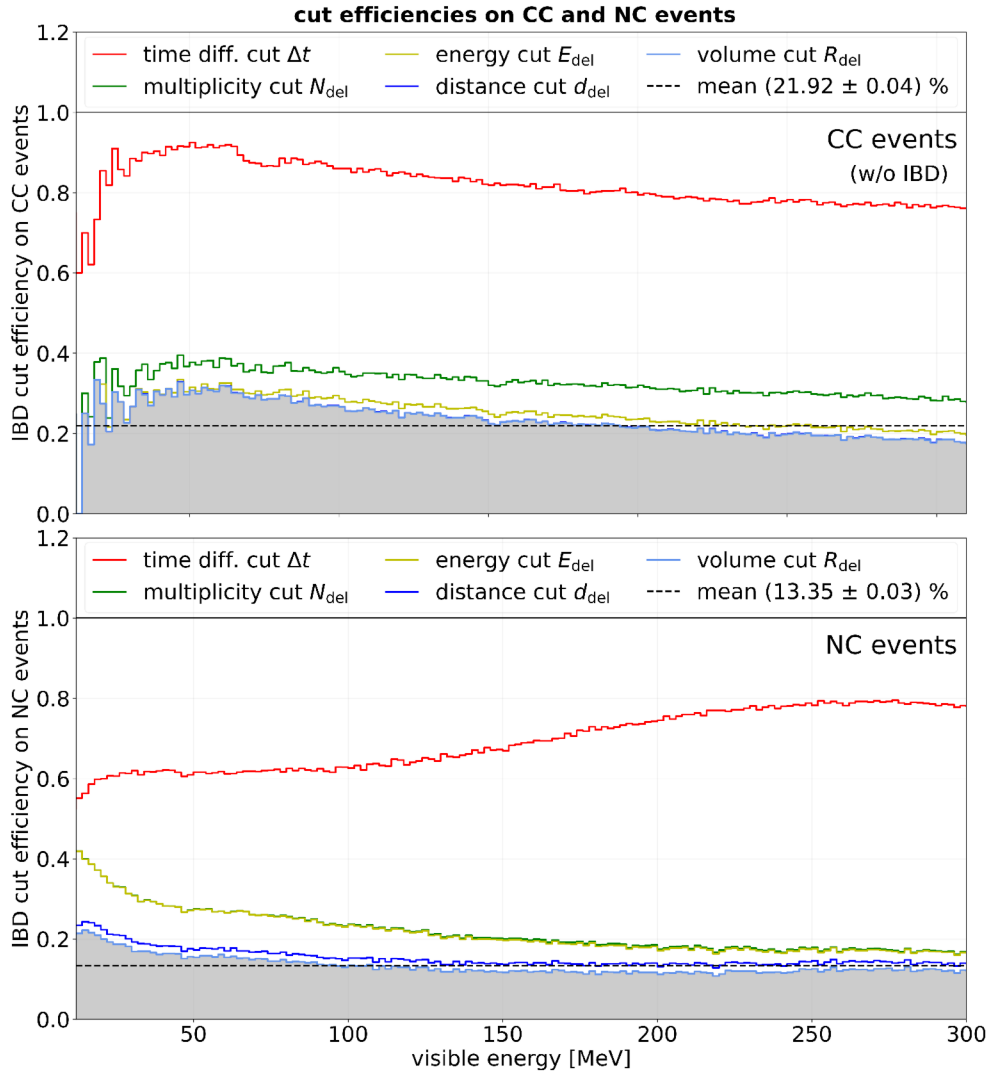 cut efficiencies on CC and NC events
1.2
time diff. cut Δt
energy cut E_del
volume cut R_del
multiplicity cut N_del
distance cut d_del
mean (21.92 ± 0.04) %
1.0
CC events
(w/o IBD)
0.8
0.6
0.4
0.2
0.0
IBD cut efficiency on CC events
1.2
time diff. cut Δt
energy cut E_del
volume cut R_del
multiplicity cut N_del
distance cut d_del
mean (13.35 ± 0.03) %
1.0
NC events
0.8
0.6
0.4
0.2
0.0
IBD cut efficiency on NC events
50 100 150 200 250 300
visible energy [MeV]